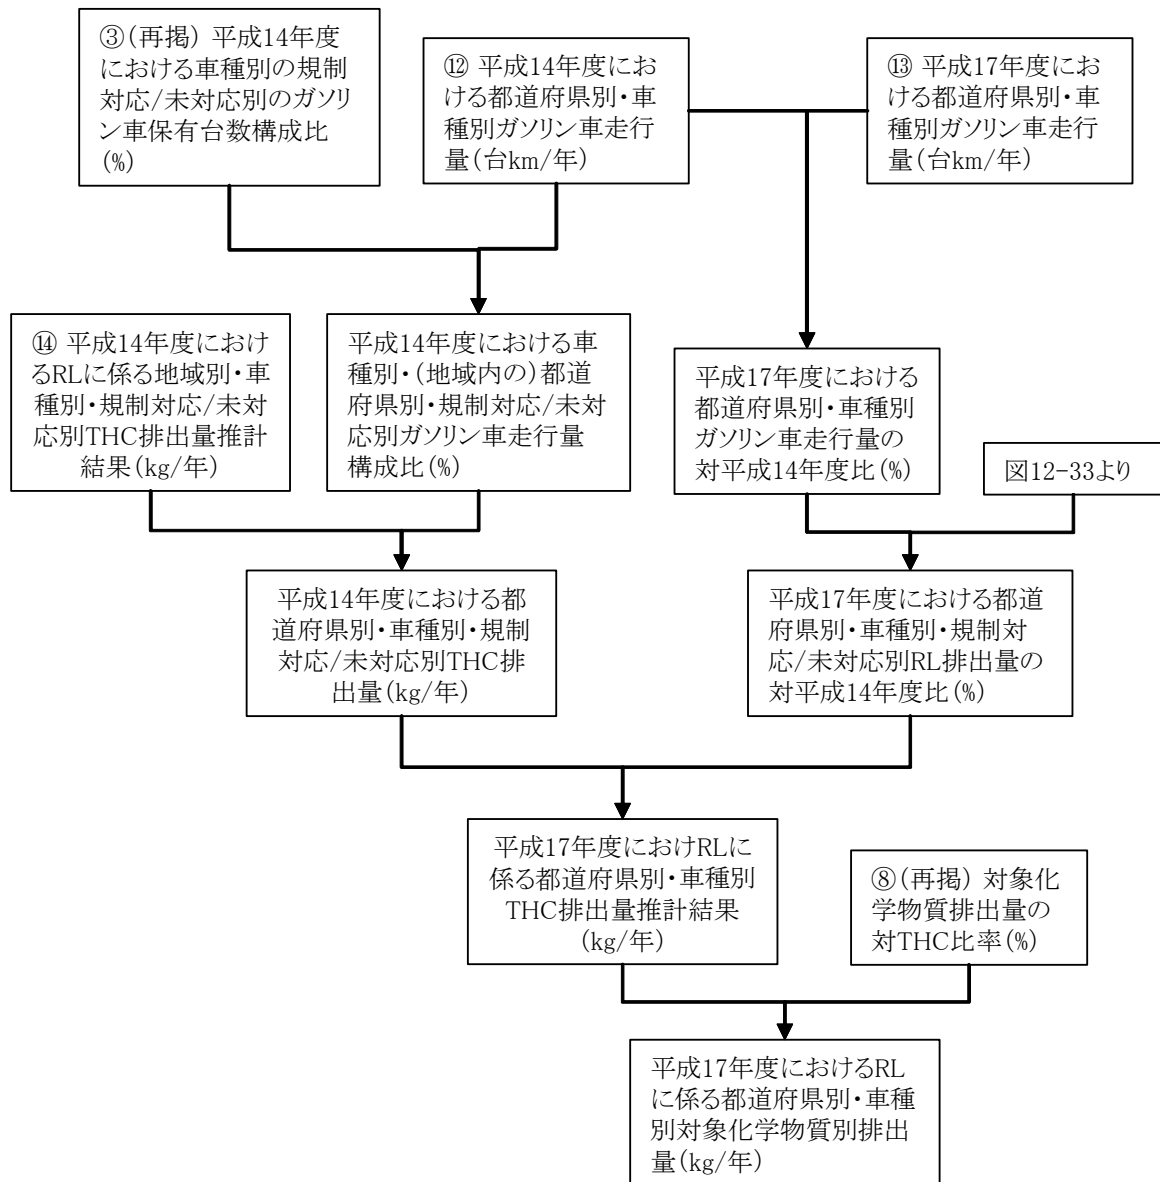 ③(再掲) 平成14年度
における車種別の規制
対応/未対応別のガソリ
ン車保有台数構成比
(%)
⑫ 平成14年度にお
ける都道府県別・車
種別ガソリン車走行
量(台km/年)
⑬ 平成17年度にお
ける都道府県別・車
種別ガソリン車走行
量(台km/年)
⑭ 平成14年度におけ
るRLに係る地域別・車
種別・規制対応/未対
応別THC排出量推計
結果(kg/年)
平成14年度における車
種別・(地域内の)都道
府県別・規制対応/未対
応別ガソリン車走行量
構成比(%)
平成17年度における
都道府県別・車種別
ガソリン車走行量の
対平成14年度比(%)
図12-33より
平成14年度における都
道府県別・車種別・規制
対応/未対応別THC排
出量(kg/年)
平成17年度における都道
府県別・車種別・規制対
応/未対応別RL排出量の
対平成14年度比(%)
平成17年度におけRLに
係る都道府県別・車種別
THC排出量推計結果
(kg/年)
⑧(再掲) 対象化
学物質排出量の
対THC比率(%)
平成17年度におけるRL
に係る都道府県別・車種
別対象化学物質別排出
量(kg/年)